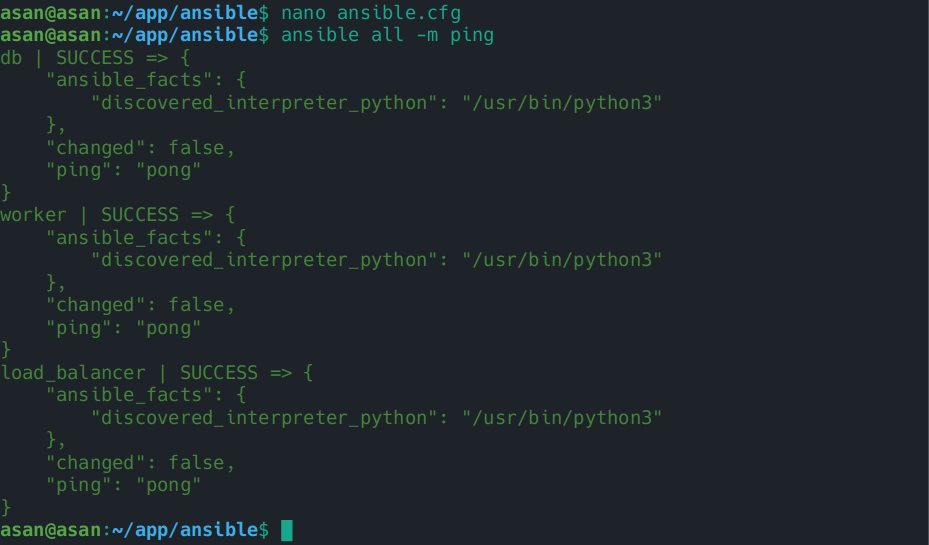 asan@asan:~/app/ansible$ nano ansible.cfg
asan@asan:~/app/ansible$ ansible all -m ping
db | SUCCESS => {
    "ansible_facts": {
        "discovered_interpreter_python": "/usr/bin/python3"
    },
    "changed": false,
    "ping": "pong"
}
worker | SUCCESS => {
    "ansible_facts": {
        "discovered_interpreter_python": "/usr/bin/python3"
    },
    "changed": false,
    "ping": "pong"
}
load_balancer | SUCCESS => {
    "ansible_facts": {
        "discovered_interpreter_python": "/usr/bin/python3"
    },
    "changed": false,
    "ping": "pong"
}
asan@asan:~/app/ansible$